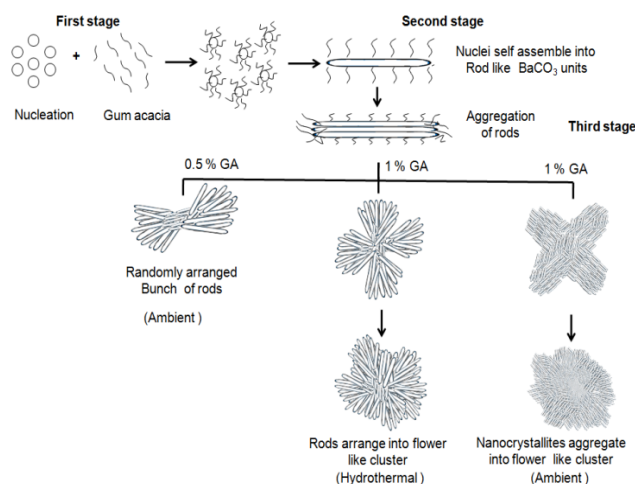 First stage
Second stage
+
Nucleation
Gum acacia
Nuclei self assemble into
Rod like BaCO3 units
Aggregation
of rods
Third stage
0.5 % GA
1 % GA
1 % GA
Randomly arranged
Bunch of rods
(Ambient )
Rods arrange into flower
like cluster
(Hydrothermal )
Nanocrystallites aggregate
into flower like cluster
(Ambient )